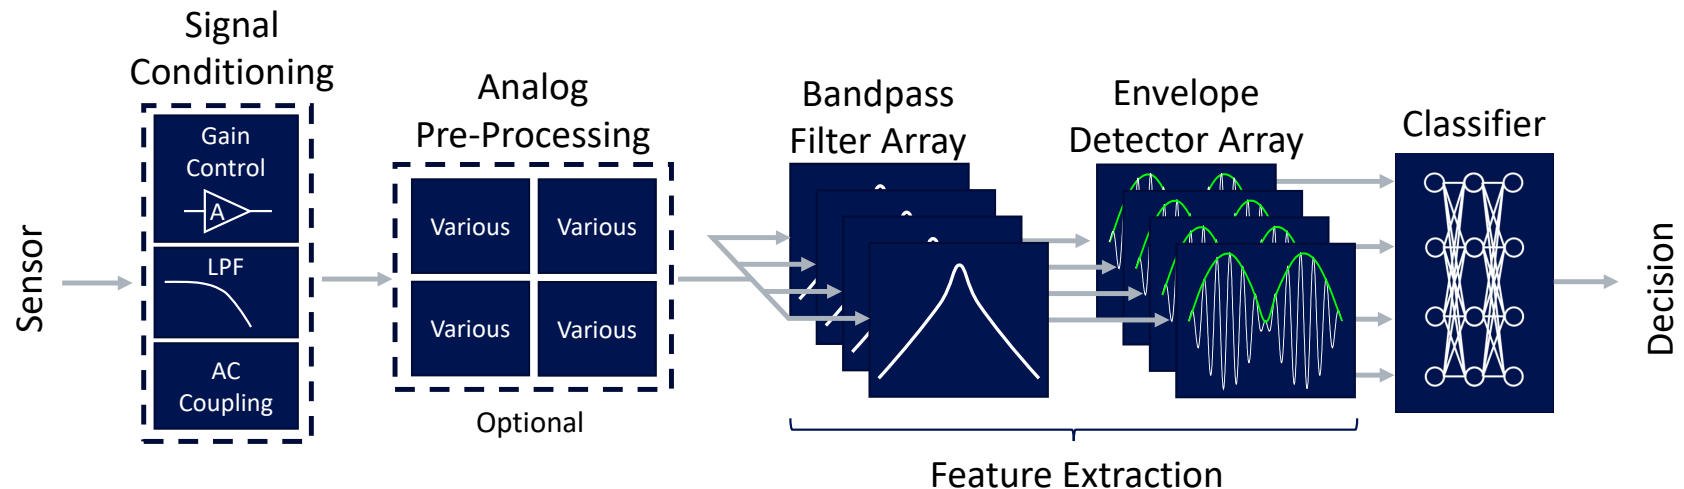 Sensor
Signal
Conditioning
Gain
Control
A
LPF
AC
Coupling
Analog
Pre-Processing
Various
Various
Various
Various
Optional
Bandpass
Filter Array
Envelope
Detector Array
Feature Extraction
Classifier
Decision